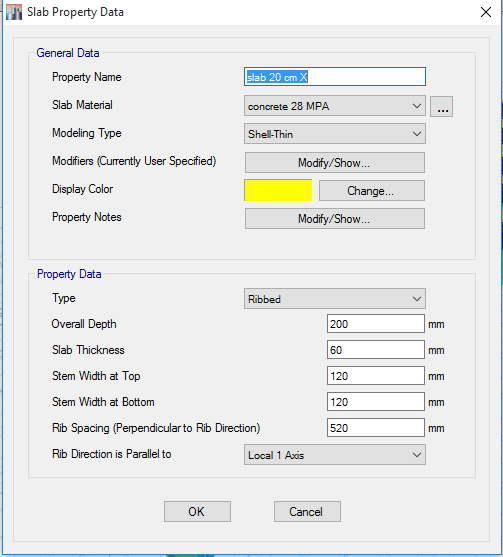 Slab Property Data
General Data
Property Name slab 20 cm X
Slab Material concrete 28 MPA ...
Modeling Type Shell-Thin
Modifiers (Currently User Specified) Modify/Show...
Display Color Change...
Property Notes Modify/Show...
Property Data
Type Ribbed
Overall Depth 200 mm
Slab Thickness 60 mm
Stem Width at Top 120 mm
Stem Width at Bottom 120 mm
Rib Spacing (Perpendicular to Rib Direction) 520 mm
Rib Direction is Parallel to Local 1 Axis
OK Cancel